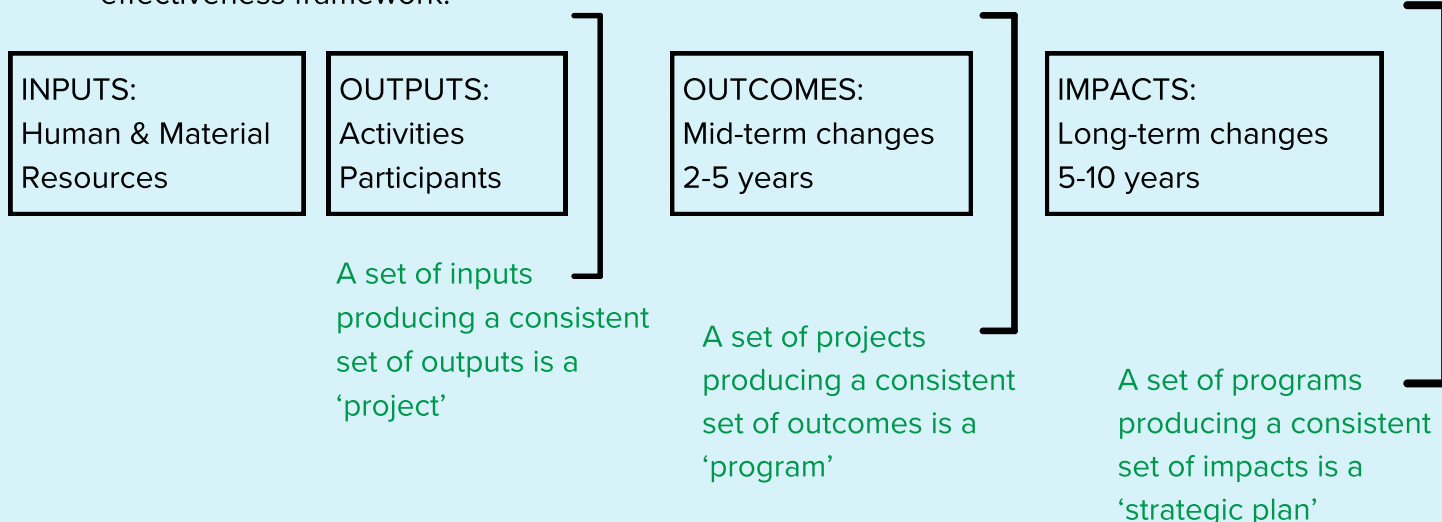 effectiveness framework.
INPUTS:
Human & Material
Resources
OUTPUTS:
Activities
Participants
OUTCOMES:
Mid-term changes
2-5 years
IMPACTS:
Long-term changes
5-10 years
A set of inputs
producing a consistent
set of outputs is a
‘project’
A set of projects
producing a consistent
set of outcomes is a
‘program’
A set of programs
producing a consistent
set of impacts is a
‘strategic plan’